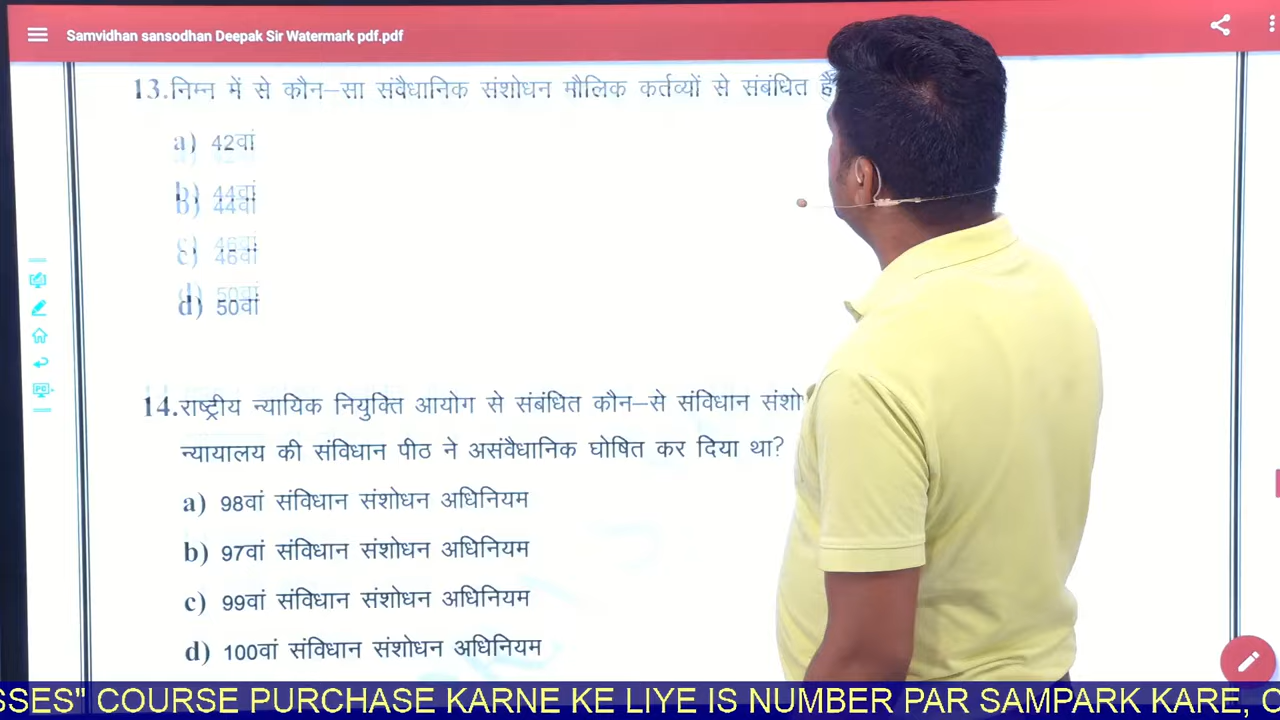 Samvidhan sansodhan Deepak Sir Watermark pdf.pdf
13.निम्न में से कौन–सा संवैधानिक संशोधन मौलिक कर्तव्यों से संबंधित है
a) 42वां
b) 44वां
c) 46वां
d) 50वां
14.राष्ट्रीय न्यायिक नियुक्ति आयोग से संबंधित कौन–से संविधान संशो
न्यायालय की संविधान पीठ ने असंवैधानिक घोषित कर दिया था?
a) 98वां संविधान संशोधन अधिनियम
b) 97वां संविधान संशोधन अधिनियम
c) 99वां संविधान संशोधन अधिनियम
d) 100वां संविधान संशोधन अधिनियम
SSES" COURSE PURCHASE KARNE KE LIYE IS NUMBER PAR SAMPARK KARE, C